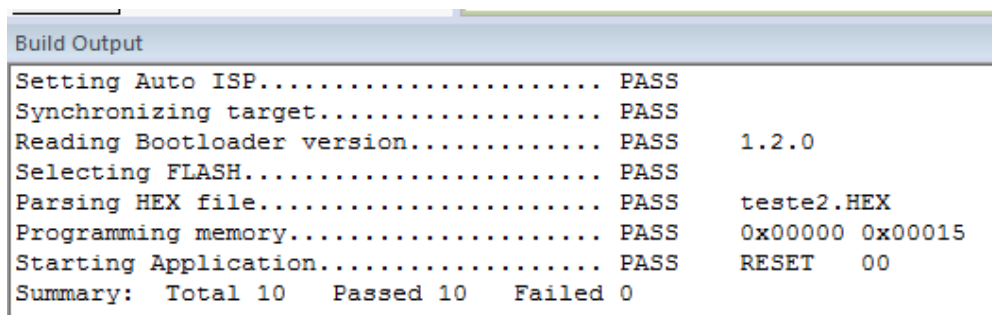 Build Output
Setting Auto ISP..................... PASS
Synchronizing target................... PASS
Reading Bootloader version............. PASS    1.2.0
Selecting FLASH........................ PASS
Parsing HEX file....................... PASS    teste2.HEX
Programming memory..................... PASS    0x00000 0x00015
Starting Application................... PASS    RESET   00
Summary:  Total 10   Passed 10   Failed 0